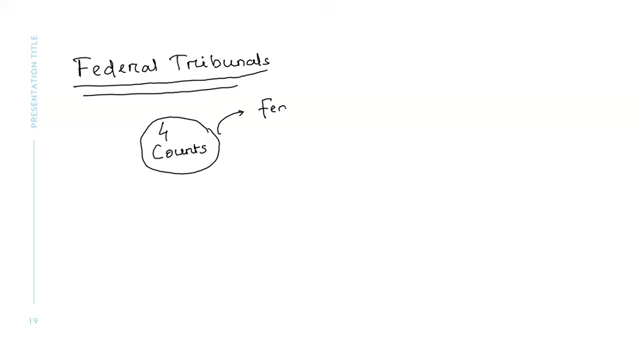 PRESENTATION TITLE
Federal Tribunals
4
Counts
Fen
19